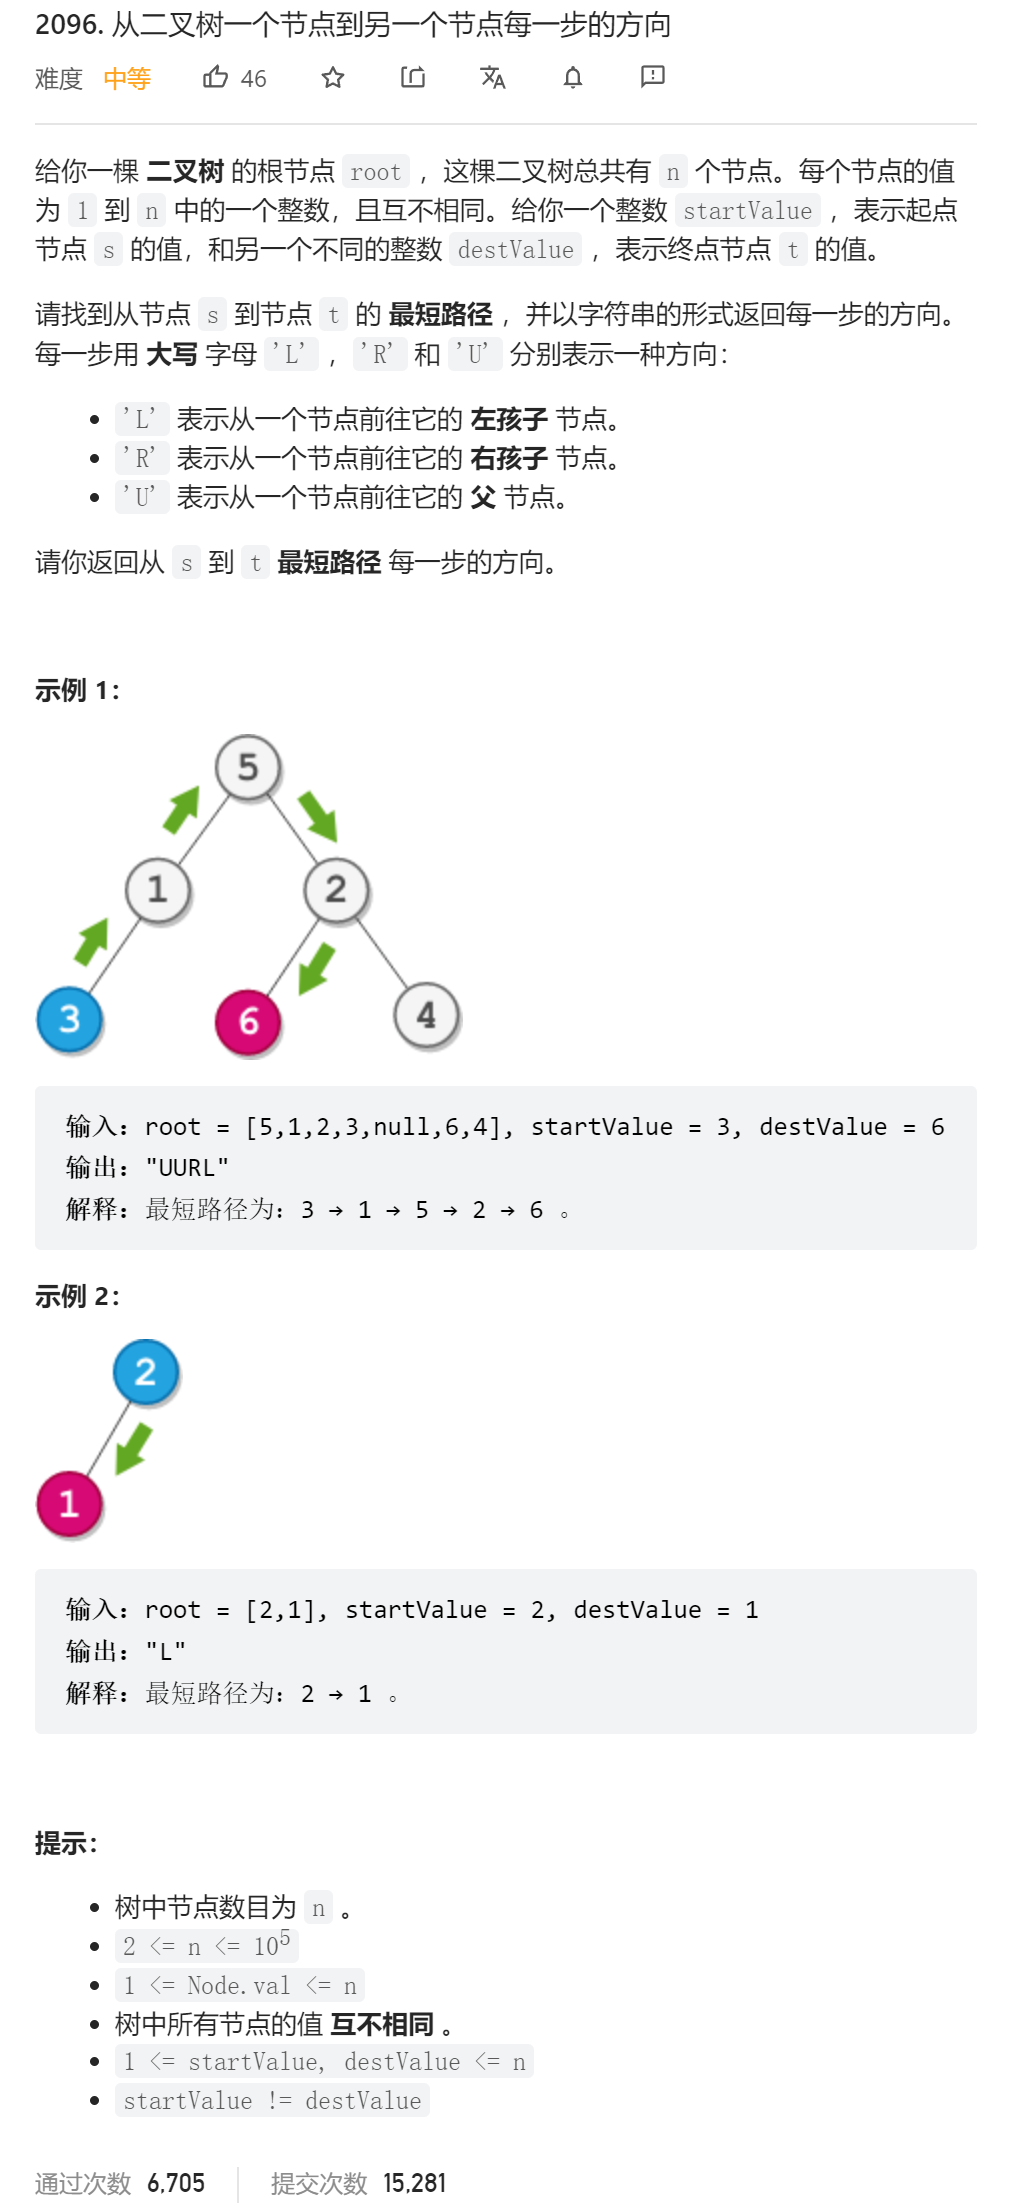 2096. 从二叉树一个节点到另一个节点每一步的方向
难度 中等 46
给你一棵 二叉树 的根节点 root ，这棵二叉树总共有 n 个节点。每个节点的值
为 1 到 n 中的一个整数，且互不相同。给你一个整数 startValue ，表示起点
节点 s 的值，和另一个不同的整数 destValue ，表示终点节点 t 的值。
请找到从节点 s 到节点 t 的 最短路径 ，并以字符串的形式返回每一步的方向。
每一步用 大写 字母 'L' ， 'R' 和 'U' 分别表示一种方向：
• 'L' 表示从一个节点前往它的 左孩子 节点。
• 'R' 表示从一个节点前往它的 右孩子 节点。
• 'U' 表示从一个节点前往它的 父 节点。
请你返回从 s 到 t 最短路径 每一步的方向。
示例 1：
5
1 2
3 6 4
输入：root = [5,1,2,3,null,6,4], startValue = 3, destValue = 6
输出："UURL"
解释：最短路径为：3 → 1 → 5 → 2 → 6 。
示例 2：
2
1
输入：root = [2,1], startValue = 2, destValue = 1
输出："L"
解释：最短路径为：2 → 1 。
提示：
• 树中节点数目为 n 。
• 2 <= n <= 10⁵
• 1 <= Node.val <= n
• 树中所有节点的值 互不相同 。
• 1 <= startValue, destValue <= n
• startValue != destValue
通过次数 6,705 提交次数 15,281